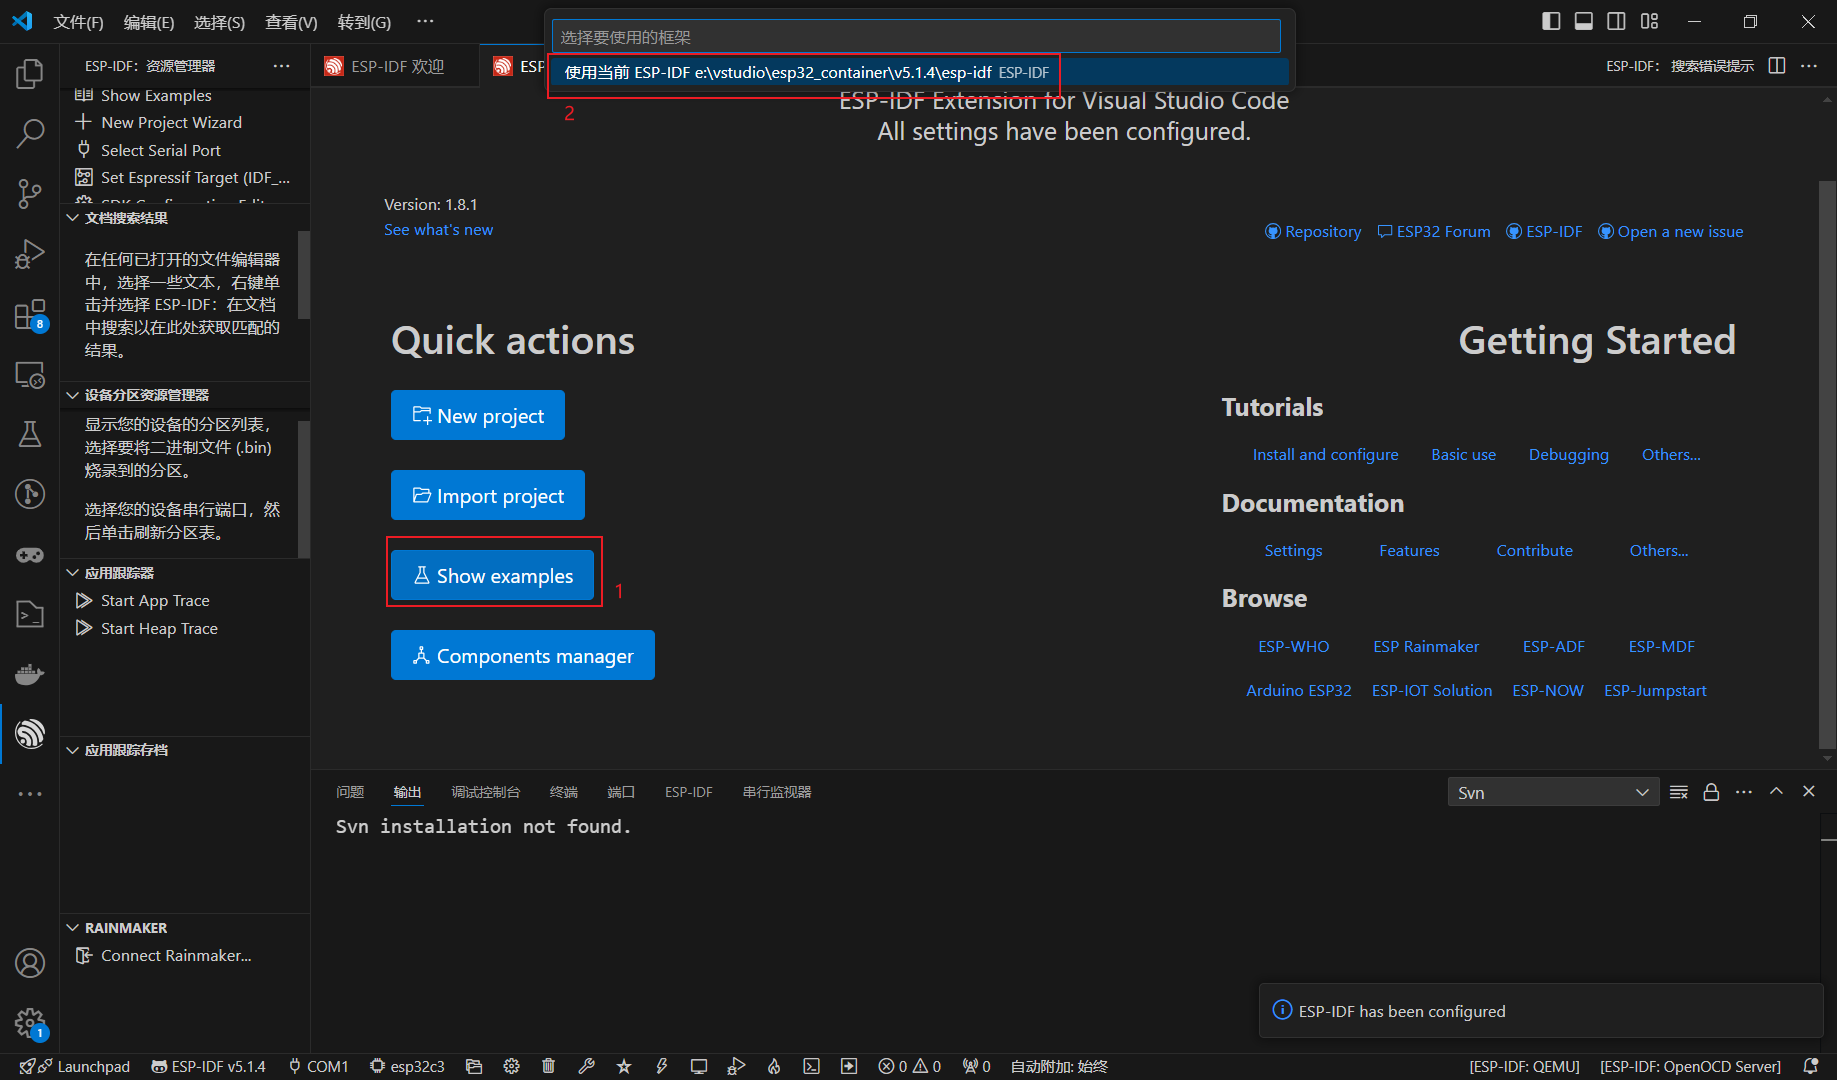 文件(F) 编辑(E) 选择(S) 查看(V) 转到(G) ···
选择要使用的框架
使用当前 ESP-IDF e:\vstudio\esp32_container\v5.1.4\esp-idf ESP-IDF
2
ESP-IDF: 资源管理器 ···
ESP-IDF 欢迎
ESP
ESP-IDF: 搜索错误提示 ···
Show Examples
New Project Wizard
Select Serial Port
Set Espressif Target (IDF_...
文档搜索结果
在任何已打开的文件编辑器
中，选择一些文本，右键单
击并选择 ESP-IDF：在文档
中搜索以在此处获取匹配的
结果。
设备分区资源管理器
显示您的设备的分区列表，
选择要将二进制文件 (.bin)
烧录到的分区。
选择您的设备串行端口，然
后单击刷新分区表。
应用跟踪器
Start App Trace
Start Heap Trace
应用跟踪存档
RAINMAKER
Connect Rainmaker...
8
1
ESP-IDF Extension for Visual Studio Code
All settings have been configured.
Version: 1.8.1
See what's new
Repository ESP32 Forum ESP-IDF Open a new issue
Quick actions
New project
Import project
Show examples
1
Components manager
Getting Started
Tutorials
Install and configure Basic use Debugging Others...
Documentation
Settings Features Contribute Others...
Browse
ESP-WHO ESP Rainmaker ESP-ADF ESP-MDF
Arduino ESP32 ESP-IOT Solution ESP-NOW ESP-Jumpstart
问题 输出 调试控制台 终端 端口 ESP-IDF 串行监视器
Svn
Svn installation not found.
ESP-IDF has been configured
Launchpad ESP-IDF v5.1.4 COM1 esp32c3 0 0 0 自动附加: 始终 [ESP-IDF: QEMU] [ESP-IDF: OpenOCD Server]